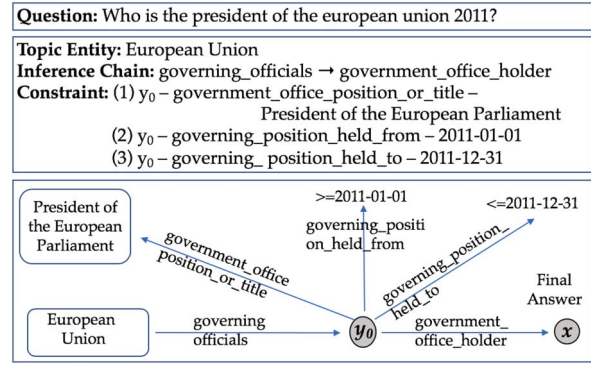 Question: Who is the president of the european union 2011?
Topic Entity: European Union
Inference Chain: governing_officials → government_office_holder
Constraint: (1) y0 – government_office_position_or_title –
President of the European Parliament
(2) y0 – governing_position_held_from – 2011-01-01
(3) y0 – governing_ position_held_to – 2011-12-31
President of
the European
Parliament
>=2011-01-01
<=2011-12-31
governing_positi
on_held_from
government_office
position_or_title
governing_position_
held_to
Final
Answer
European
Union
governing
officials
y0
government_
office_holder
x